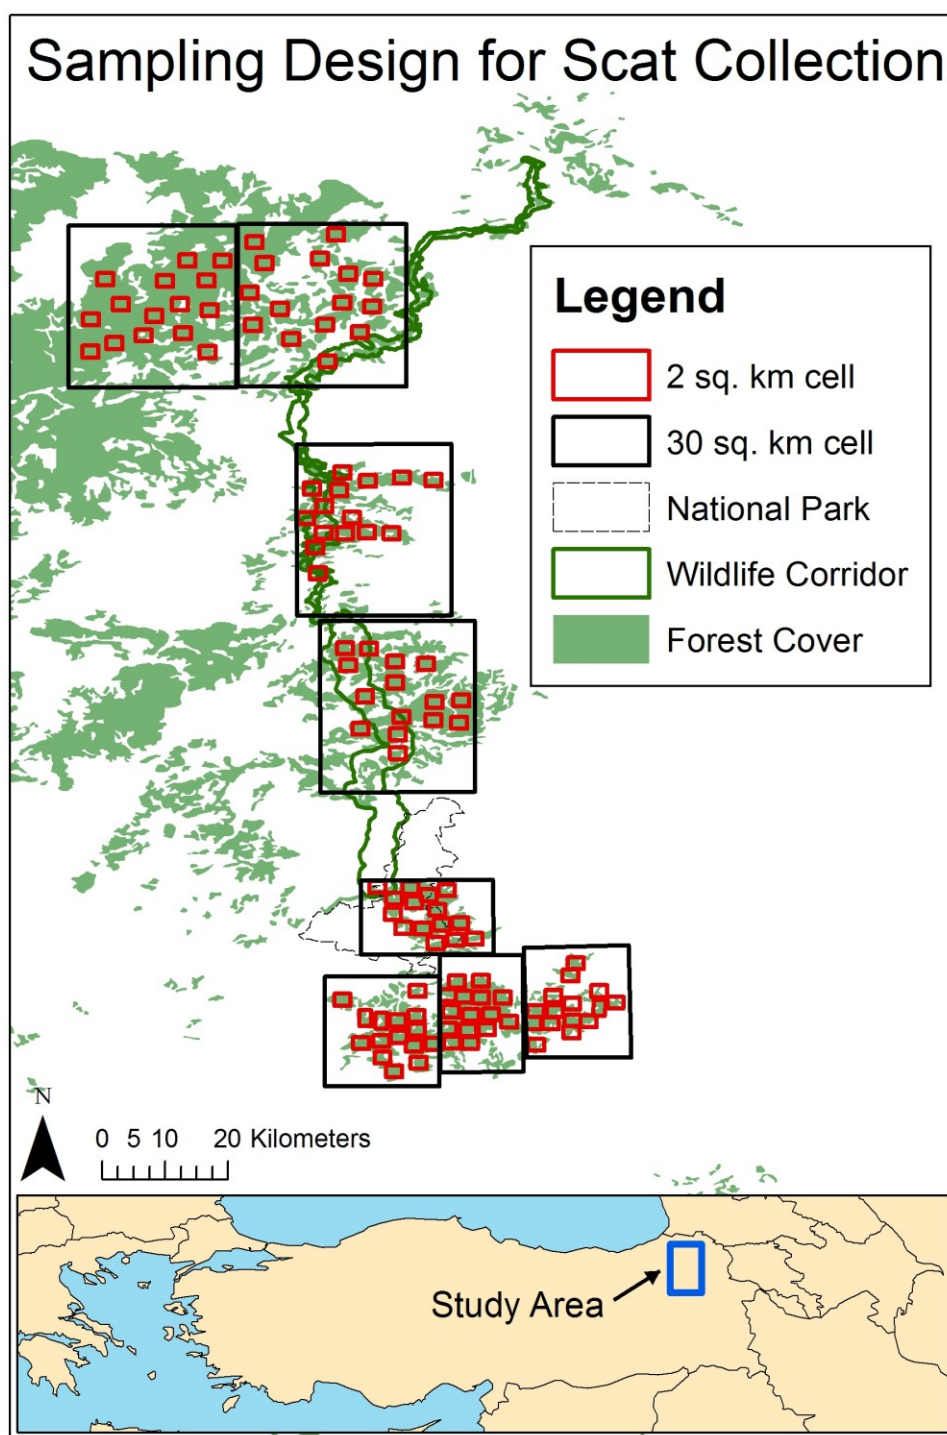 Sampling Design for Scat Collection
Legend
2 sq. km cell
30 sq. km cell
National Park
Wildlife Corridor
Forest Cover
N
0 5 10 20 Kilometers
Study Area